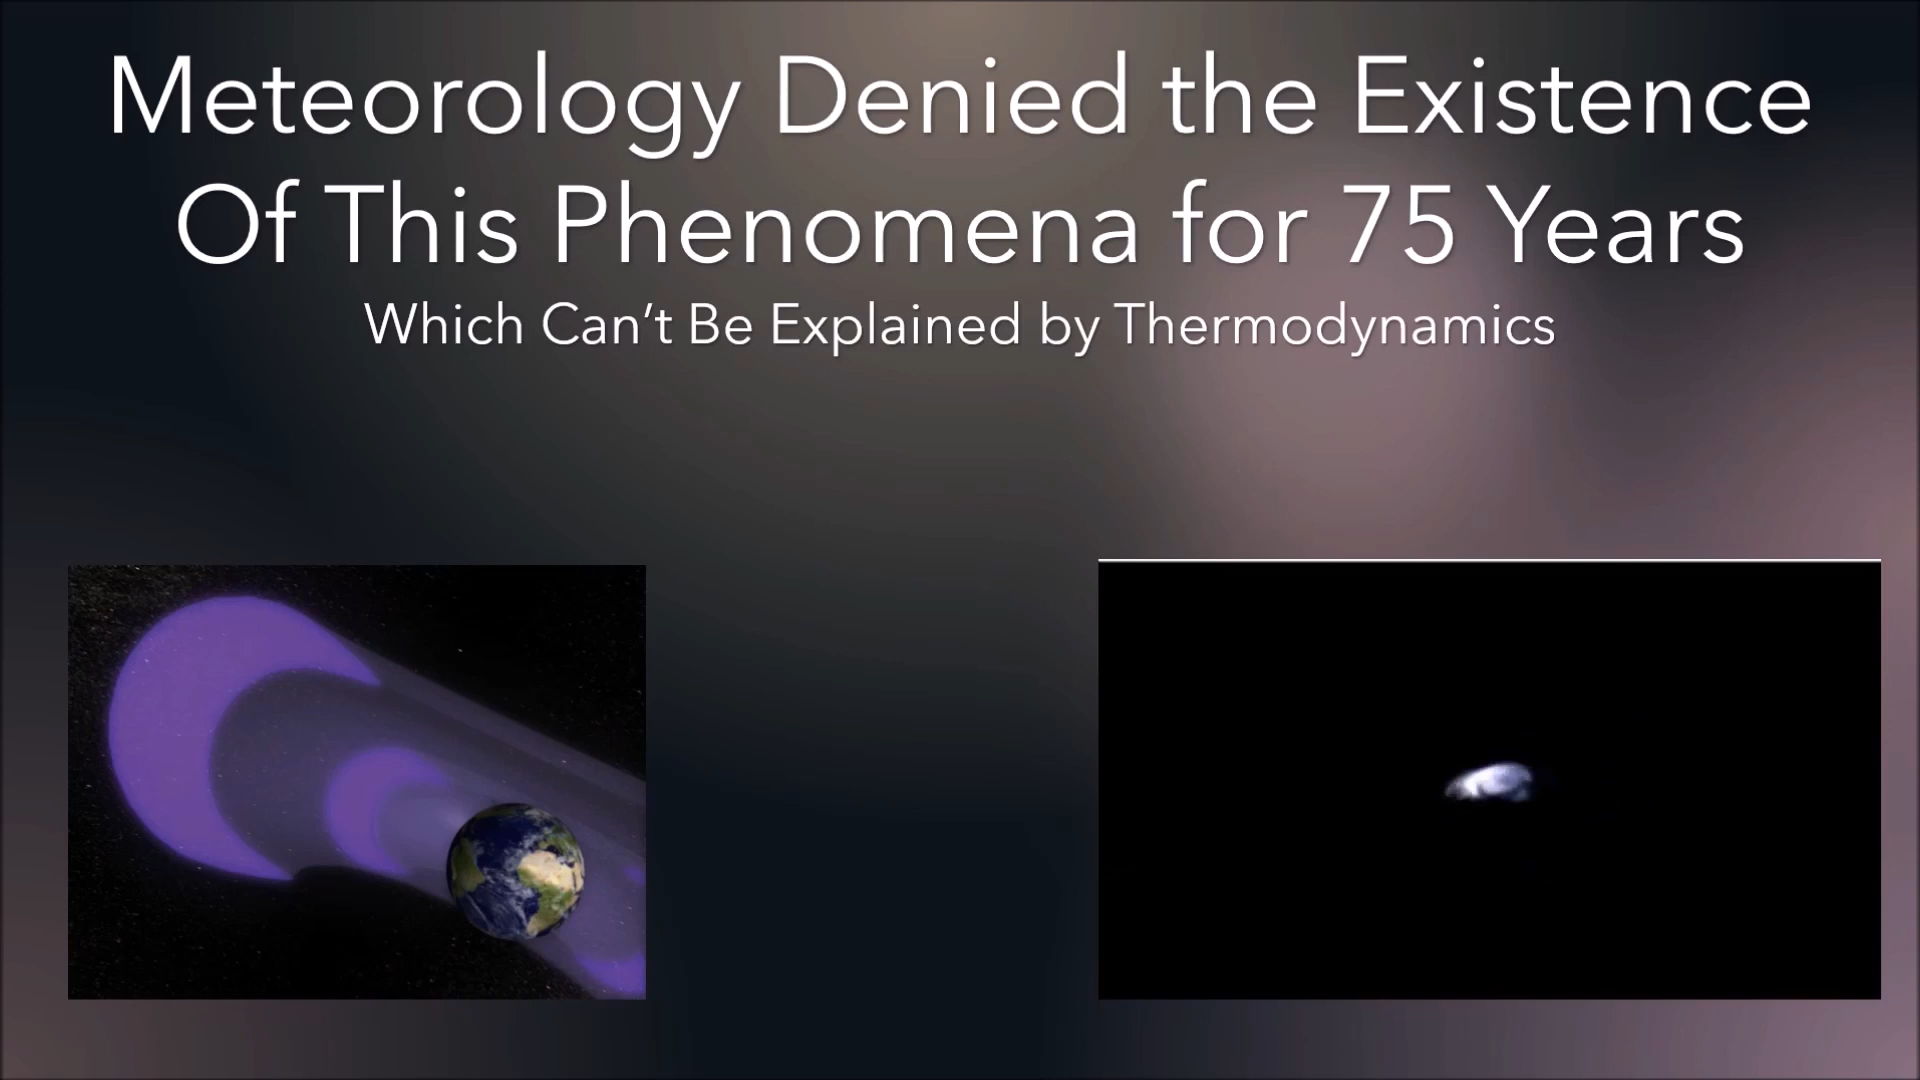 Meteorology Denied the Existence
Of This Phenomena for 75 Years
Which Can’t Be Explained by Thermodynamics